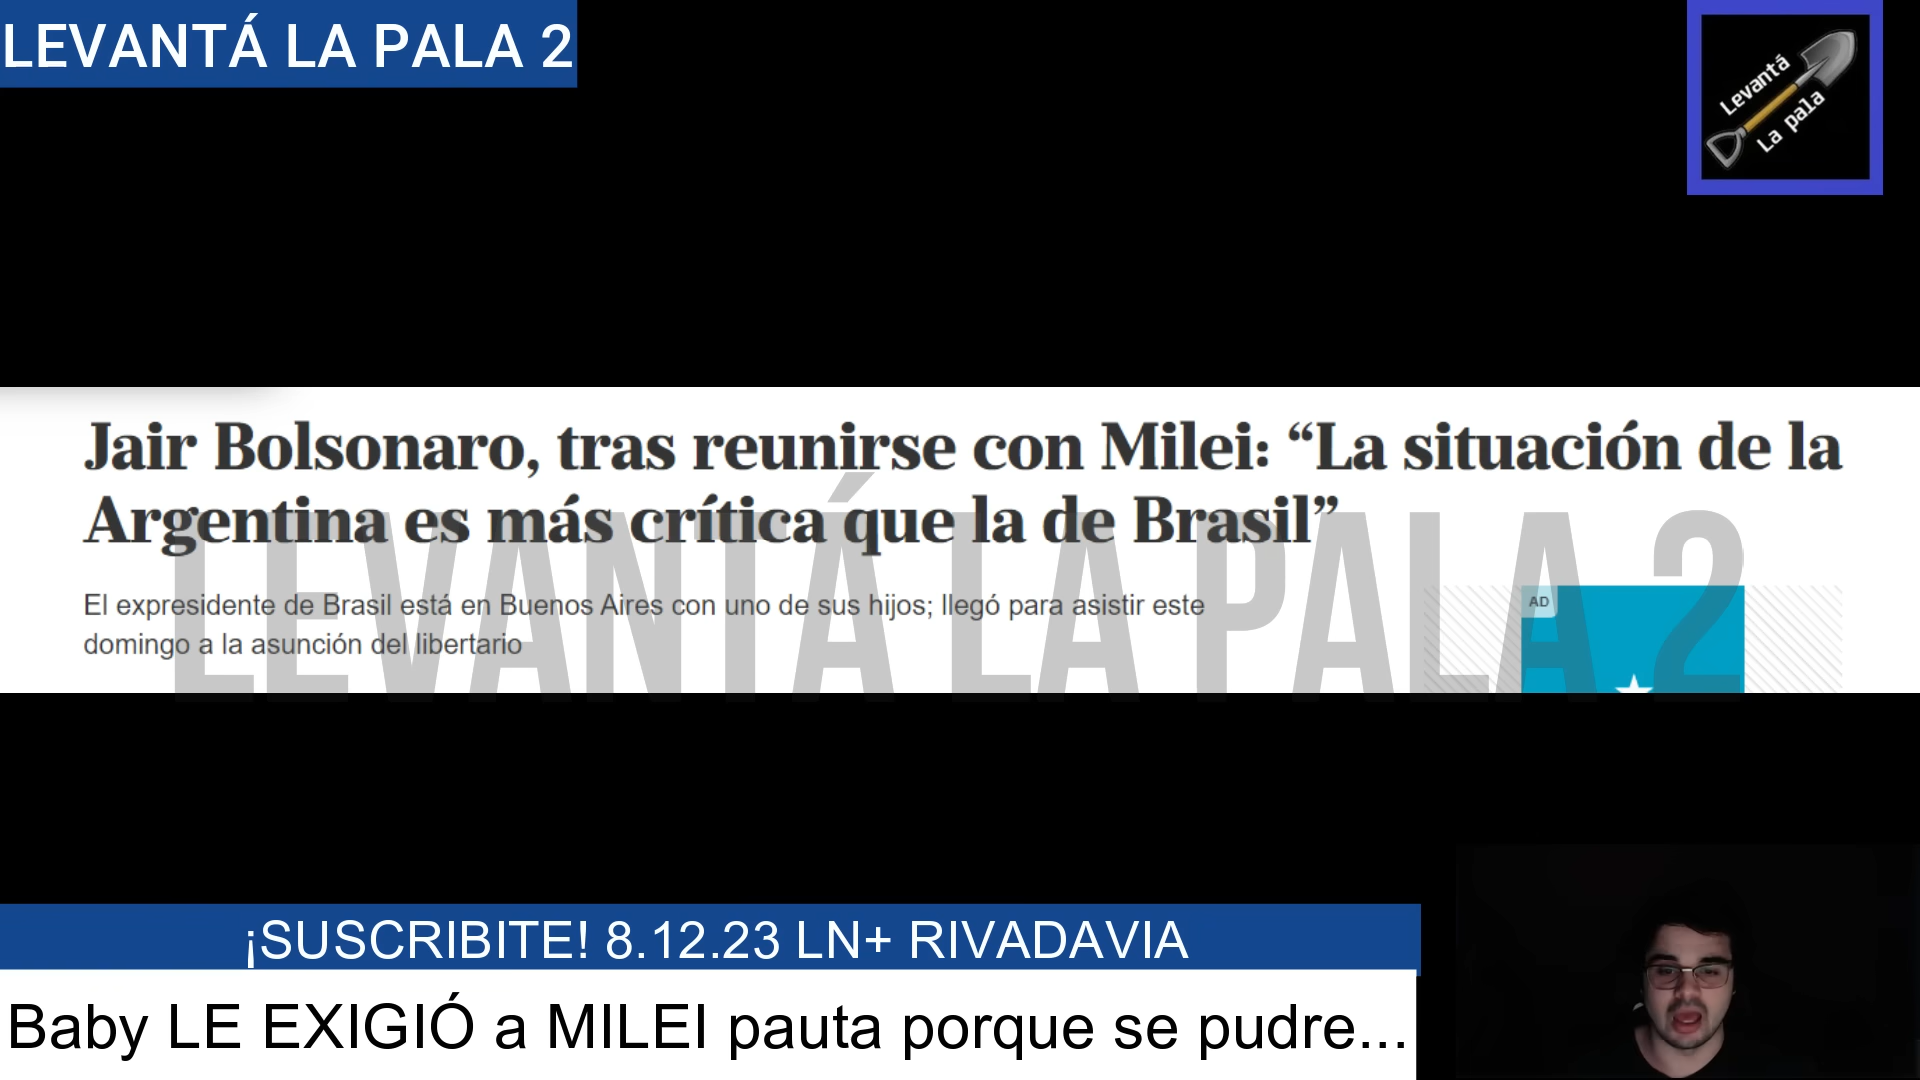 LEVANTÁ LA PALA 2
Levantá
La pala
Jair Bolsonaro, tras reunirse con Milei: “La situación de la
Argentina es más crítica que la de Brasil”
LEVANTÁ LA PALA 2
El expresidente de Brasil está en Buenos Aires con uno de sus hijos; llegó para asistir este
domingo a la asunción del libertario
AD
¡SUSCRIBITE! 8.12.23 LN+ RIVADAVIA
Baby LE EXIGIÓ a MILEI pauta porque se pudre...